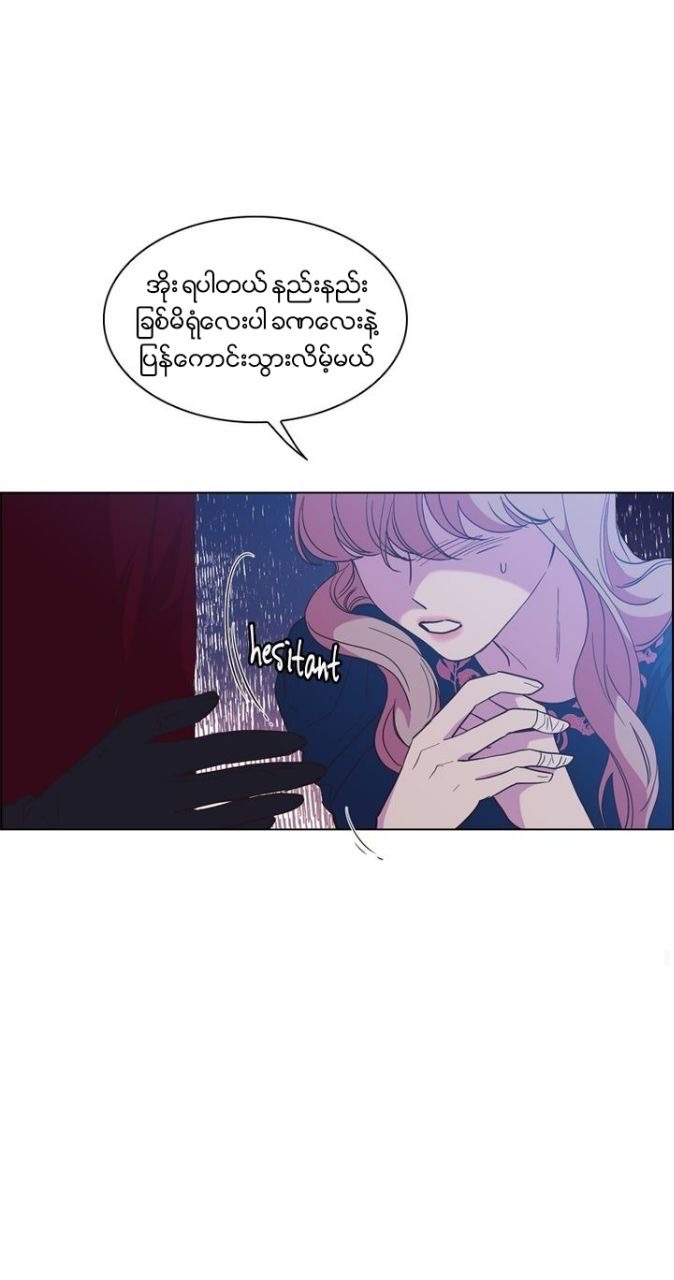 အိုး ရပါတယ် နည်းနည်း
ခြစ်မိရုံလေးပါ ခဏလေးနဲ့
ပြန်ကောင်းသွားလိမ့်မယ်
hesitant